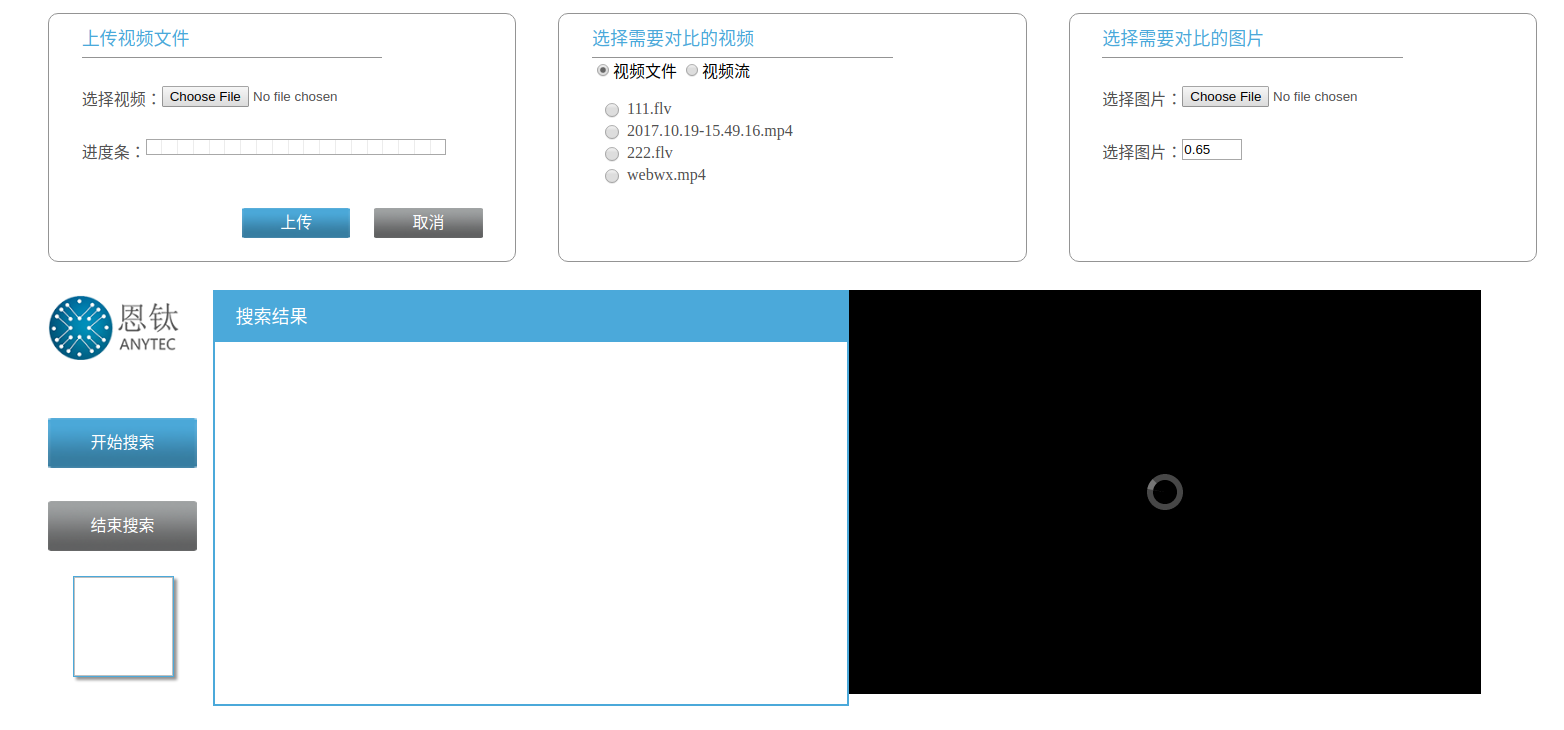 上传视频文件
选择视频：Choose File No file chosen
进度条：
上传 取消
选择需要对比的视频
视频文件 视频流
111.flv
2017.10.19-15.49.16.mp4
222.flv
webwx.mp4
选择需要对比的图片
选择图片：Choose File No file chosen
选择图片：0.65
恩钛
ANYTEC
开始搜索
结束搜索
搜索结果